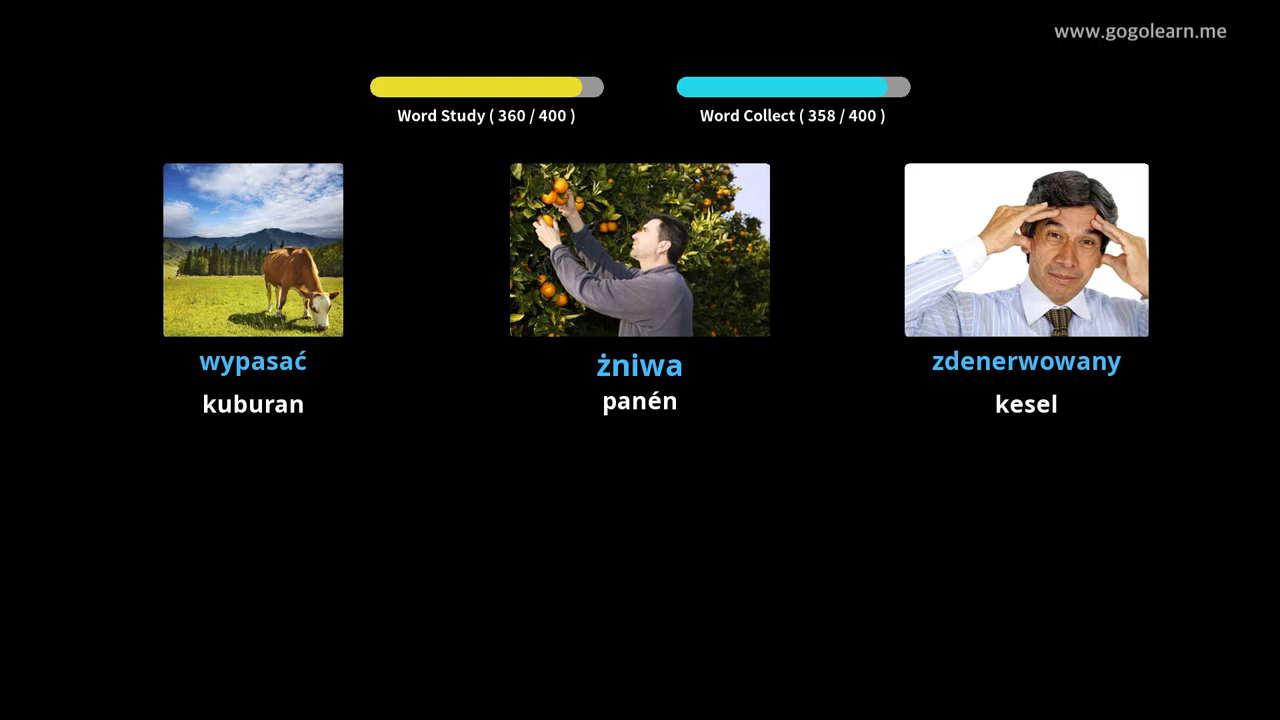 www.gogolearn.me
Word Study ( 360 / 400 )
Word Collect ( 358 / 400 )
wypasać
kuburan
żniwa
panén
zdenerwowany
kesel